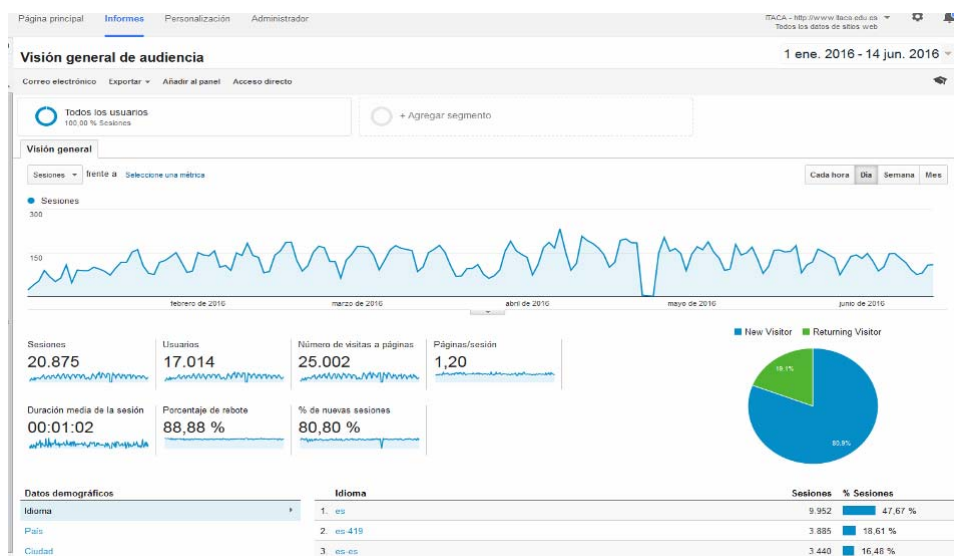 Página principal Informes Personalización Administrador
ITACA - http://www.itaca.edu.es
Todos los datos de sitios web
Visión general de audiencia
1 ene. 2016 - 14 jun. 2016
Correo electrónico Exportar Añadir al panel Acceso directo
Todos los usuarios
100,00 % Sesiones
+ Agregar segmento
Visión general
Sesiones frente a Seleccione una métrica
Cada hora Día Semana Mes
Sesiones
300
150
febrero de 2016 marzo de 2016 abril de 2016 mayo de 2016 junio de 2016
New Visitor Returning Visitor
Sesiones Usuarios Número de visitas a páginas Páginas/sesión
20.875 17.014 25.002 1,20
19.1%
Duración media de la sesión Porcentaje de rebote % de nuevas sesiones
00:01:02 88,88 % 80,80 %
80.9%
Datos demográficos Idioma Sesiones % Sesiones
Idioma 1. es 9.952 47,67 %
País 2. es-419 3.885 18,61 %
Ciudad 3. es-es 3.440 16,48 %